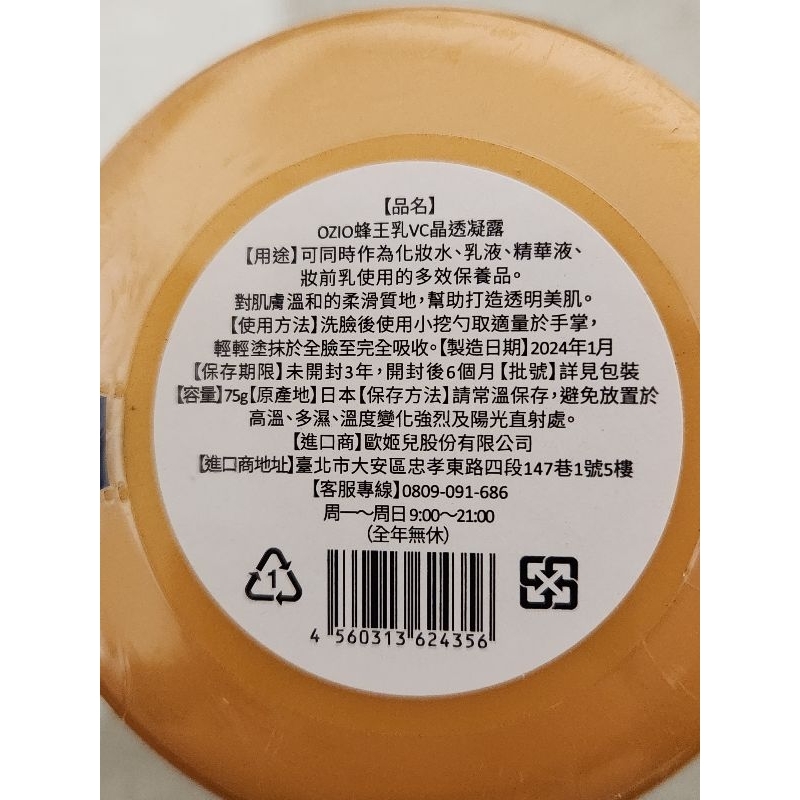 【品名】
OZIO蜂王乳VC晶透凝露
【用途】可同時作為化妝水、乳液、精華液、
妝前乳使用的多效保養品。
對肌膚溫和的柔滑質地，幫助打造透明美肌。
【使用方法】洗臉後使用小挖勺取適量於手掌，
輕輕塗抹於全臉至完全吸收。【製造日期】2024年1月
【保存期限】未開封3年，開封後6個月【批號】詳見包裝
【容量】75g【原產地】日本【保存方法】請常溫保存，避免放置於
高溫、多濕、溫度變化強烈及陽光直射處。
【進口商】歐姬兒股份有限公司
【進口商地址】臺北市大安區忠孝東路四段147巷1號5樓
【客服專線】0809-091-686
周一～周日 9:00～21:00
(全年無休)
1
4 560313 624356